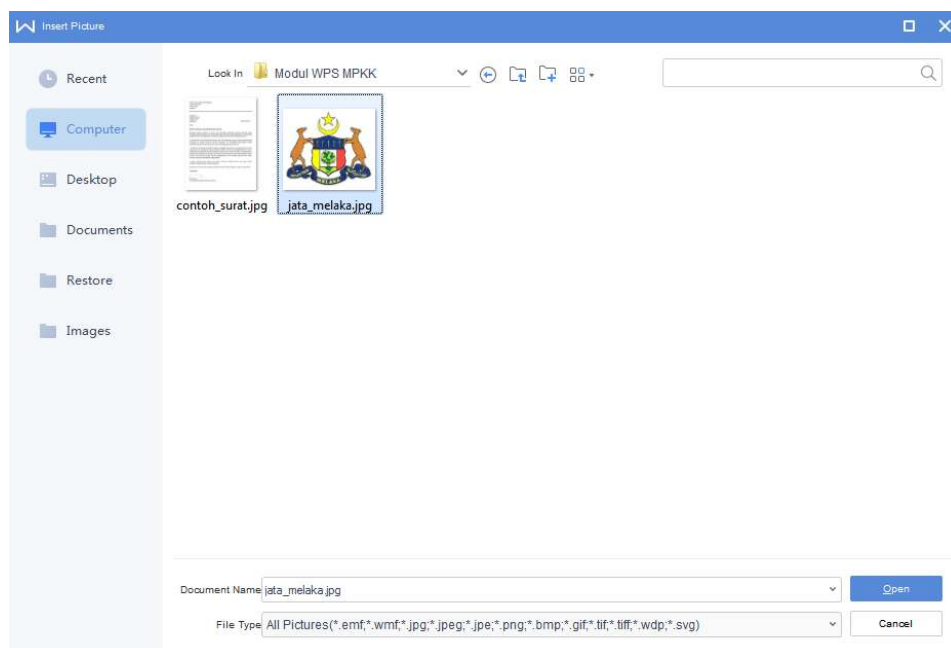 Insert Picture
Recent
Computer
Desktop
Documents
Restore
Images
Look In Modul WPS MPKK
contoh_surat.jpg
jata_melaka.jpg
MELAKA
Document Name jata_melaka.jpg
Open
File Type All Pictures(*.emf;*.wmf;*.jpg;*.jpeg;*.jpe;*.png;*.bmp;*.gif;*.tif;*.tiff;*.wdp;*.svg)
Cancel